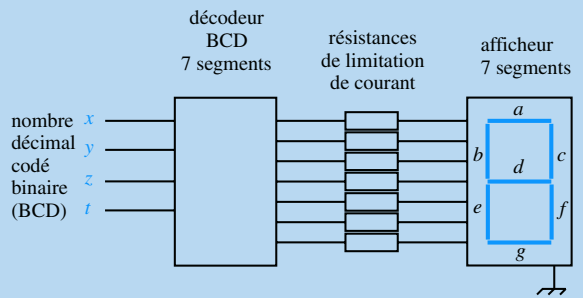 décodeur
BCD
7 segments
résistances
de limitation
de courant
afficheur
7 segments
nombre
décimal
codé
binaire
(BCD)
x
y
z
t
a
b
c
d
e
f
g